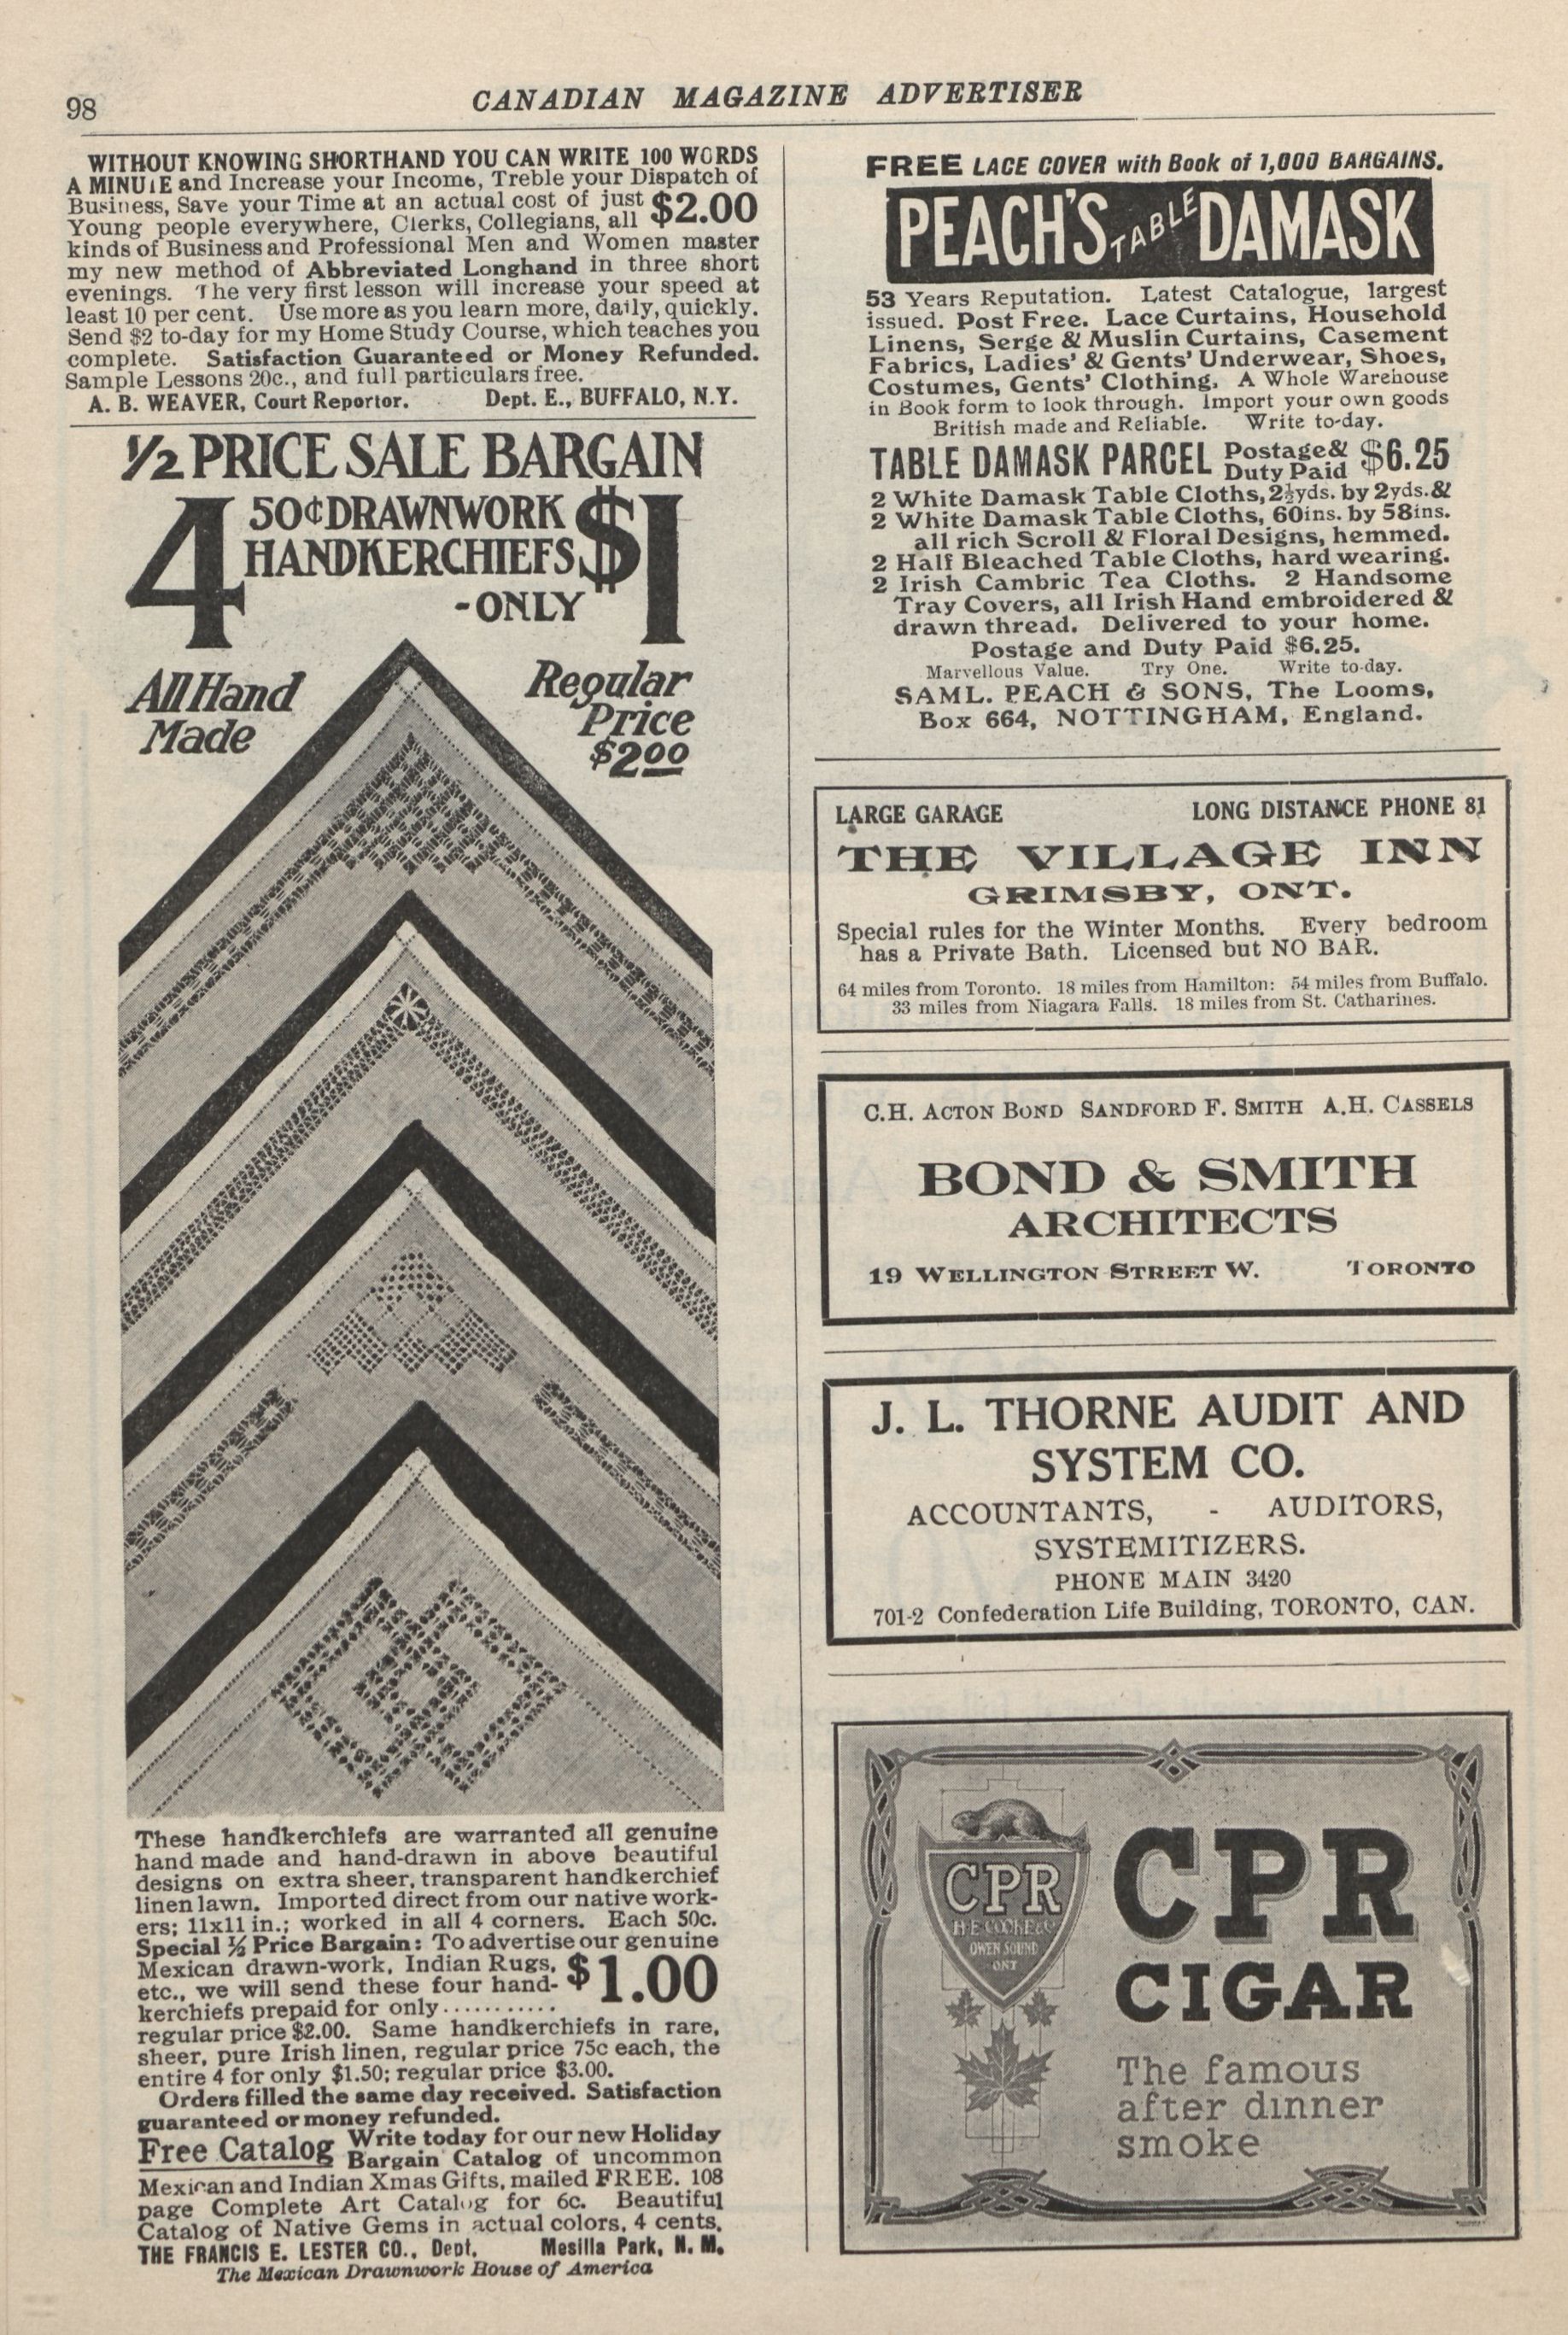 98
CANADIAN MAGAZINE ADVERTISER
WITHOUT KNOWING SHORTHAND YOU CAN WRITE 100 WORDS
A MINUTE and Increase your Income, Treble your Dispatch of
Business, Save your Time at an actual cost of just $2.00
Young people everywhere, Clerks, Collegians, all
kinds of Business and Professional Men and Women master
my new method of Abbreviated Longhand in three short
evenings. The very first lesson will increase your speed at
least 10 per cent. Use more as you learn more, daily, quickly.
Send $2 to-day for my Home Study Course, which teaches you
complete. Satisfaction Guaranteed or Money Refunded.
Sample Lessons 20c., and full particulars free.
A. B. WEAVER, Court Reportor. Dept. E., BUFFALO, N.Y.
½ PRICE SALE BARGAIN
4 50¢ DRAWNWORK HANDKERCHIEFS $1
-ONLY
All Hand
Made
Regular
Price
$2.00
These handkerchiefs are warranted all genuine
hand made and hand-drawn in above beautiful
designs on extra sheer, transparent handkerchief
linen lawn. Imported direct from our native work-
ers; 11x11 in.; worked in all 4 corners. Each 50c.
Special ½ Price Bargain: To advertise our genuine
Mexican drawn-work, Indian Rugs,
etc., we will send these four hand- $1.00
kerchiefs prepaid for only...........
regular price $2.00. Same handkerchiefs in rare,
sheer, pure Irish linen, regular price 75c each, the
entire 4 for only $1.50; regular price $3.00.
Orders filled the same day received. Satisfaction
guaranteed or money refunded.
Free Catalog Write today for our new Holiday
Bargain Catalog of uncommon
Mexican and Indian Xmas Gifts, mailed FREE. 108
page Complete Art Catalog for 6c. Beautiful
Catalog of Native Gems in actual colors, 4 cents.
THE FRANCIS E. LESTER CO., Dept. Mesilla Park, N. M.
The Mexican Drawnwork House of America
FREE LACE COVER with Book of 1,000 BARGAINS.
PEACH'S TABLE DAMASK
53 Years Reputation. Latest Catalogue, largest
issued. Post Free. Lace Curtains, Household
Linens, Serge & Muslin Curtains, Casement
Fabrics, Ladies' & Gents' Underwear, Shoes,
Costumes, Gents' Clothing. A Whole Warehouse
in Book form to look through. Import your own goods
British made and Reliable. Write to-day.
TABLE DAMASK PARCEL Postage & Duty Paid $6.25
2 White Damask Table Cloths, 2½yds. by 2yds. &
2 White Damask Table Cloths, 60ins. by 58ins.
all rich Scroll & Floral Designs, hemmed.
2 Half Bleached Table Cloths, hard wearing.
2 Irish Cambric Tea Cloths. 2 Handsome
Tray Covers, all Irish Hand embroidered &
drawn thread. Delivered to your home.
Postage and Duty Paid $6.25.
Marvellous Value. Try One. Write to-day.
SAML. PEACH & SONS, The Looms,
Box 664, NOTTINGHAM, England.
LARGE GARAGE LONG DISTANCE PHONE 81
THE VILLAGE INN
GRIMSBY, ONT.
Special rules for the Winter Months. Every bedroom
has a Private Bath. Licensed but NO BAR.
64 miles from Toronto. 18 miles from Hamilton: 54 miles from Buffalo.
33 miles from Niagara Falls. 18 miles from St. Catharines.
C.H. ACTON BOND SANDFORD F. SMITH A.H. CASSELS
BOND & SMITH
ARCHITECTS
19 WELLINGTON STREET W. TORONTO
J. L. THORNE AUDIT AND
SYSTEM CO.
ACCOUNTANTS, - AUDITORS,
SYSTEMITIZERS.
PHONE MAIN 3420
701-2 Confederation Life Building, TORONTO, CAN.
CPR
H·E·COOKE&Co
OWEN SOUND
ONT
CPR
CIGAR
The famous
after dinner
smoke